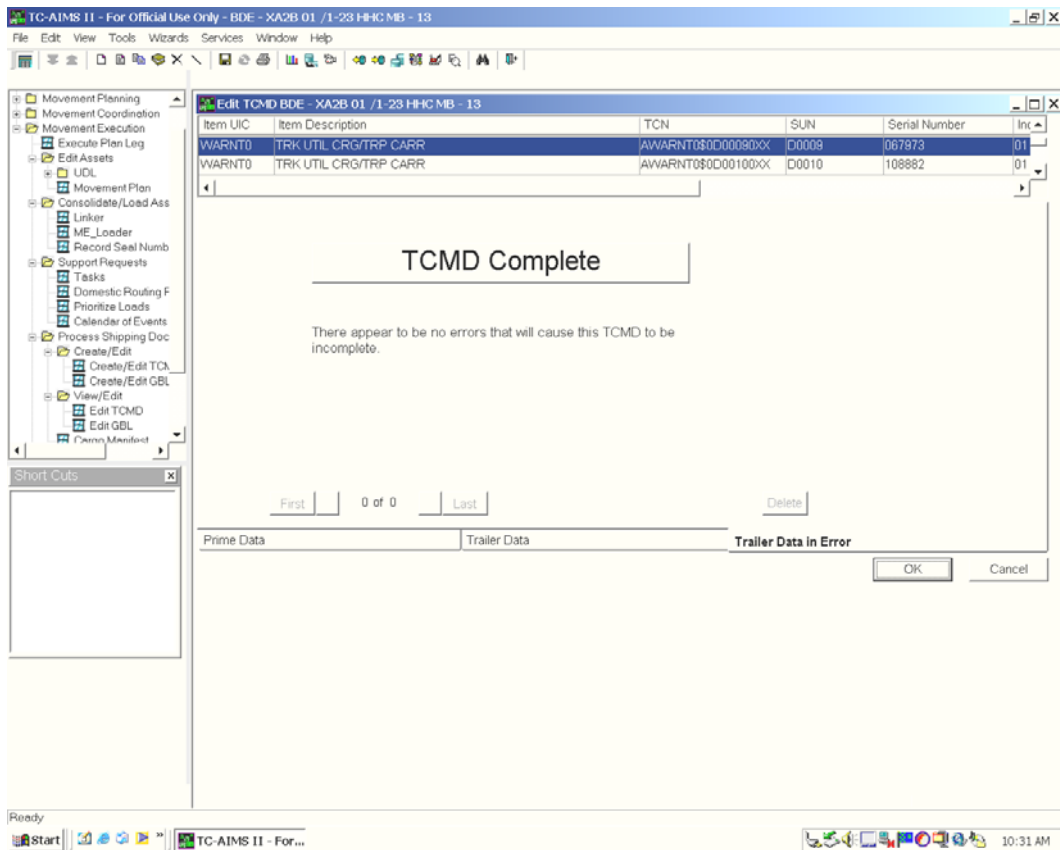 TC-AIMS II - For Official Use Only - BDE - XA2B 01 /1-23 HHC MB - 13
File Edit View Tools Wizards Services Window Help
Movement Planning
Movement Coordination
Movement Execution
Execute Plan Leg
Edit Assets
UDL
Movement Plan
Consolidate/Load Ass
Linker
ME_Loader
Record Seal Numb
Support Requests
Tasks
Domestic Routing F
Prioritize Loads
Calendar of Events
Process Shipping Doc
Create/Edit
Create/Edit TCM
Create/Edit GBL
View/Edit
Edit TCMD
Edit GBL
Cargo Manifest
Short Cuts
Edit TCMD BDE - XA2B 01 /1-23 HHC MB - 13
Item UIC Item Description TCN SUN Serial Number Inc
WARNT0 TRK UTIL CRG/TRP CARR AWARNT0$0D00090XX D0009 067973 01
WARNT0 TRK UTIL CRG/TRP CARR AWARNT0$0D00100XX D0010 108882 01
TCMD Complete
There appear to be no errors that will cause this TCMD to be
incomplete.
First 0 of 0 Last Delete
Prime Data Trailer Data Trailer Data in Error
OK Cancel
Ready
Start TC-AIMS II - For... 10:31 AM